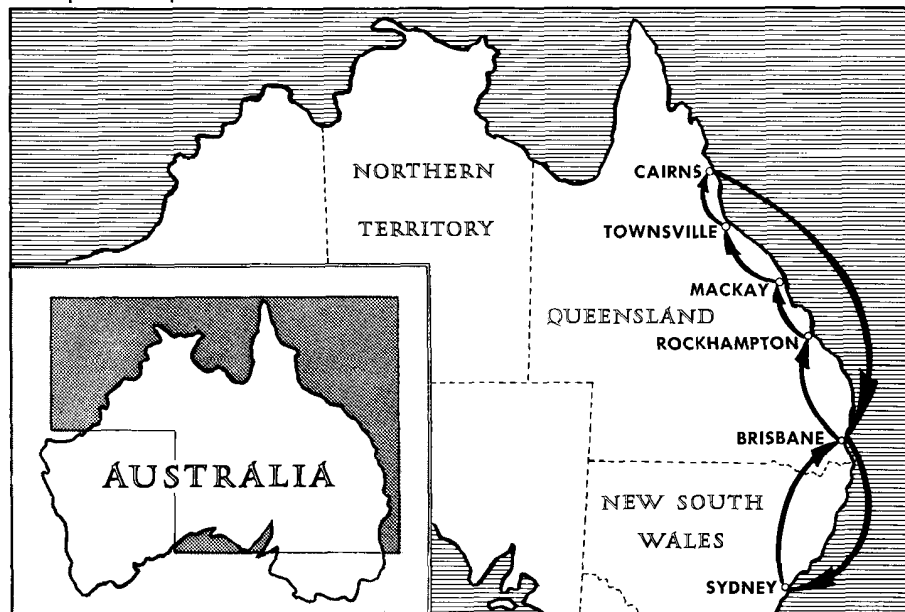 NORTHERN
TERRITORY
CAIRNS
TOWNSVILLE
MACKAY
QUEENSLAND
ROCKHAMPTON
BRISBANE
NEW SOUTH
WALES
SYDNEY
AUSTRALIA